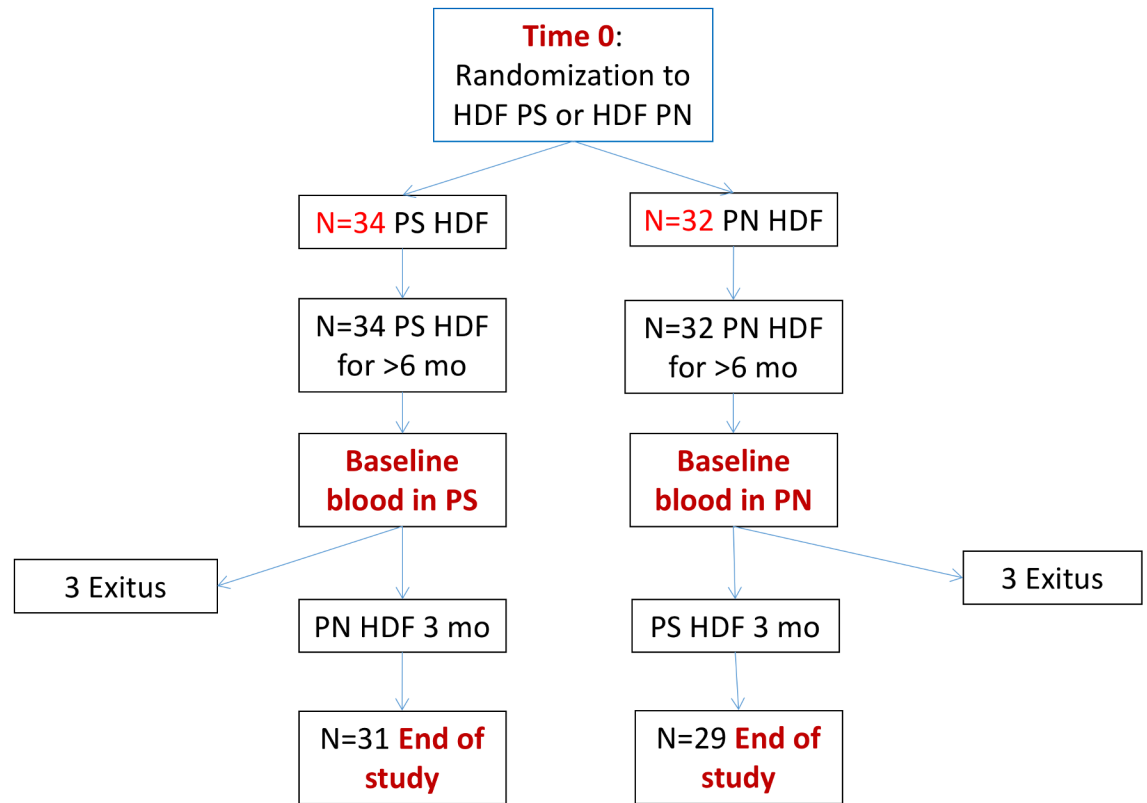 Time 0:
Randomization to
HDF PS or HDF PN
N=34 PS HDF
N=32 PN HDF
N=34 PS HDF
for >6 mo
N=32 PN HDF
for >6 mo
Baseline
blood in PS
Baseline
blood in PN
3 Exitus
3 Exitus
PN HDF 3 mo
PS HDF 3 mo
N=31 End of
study
N=29 End of
study